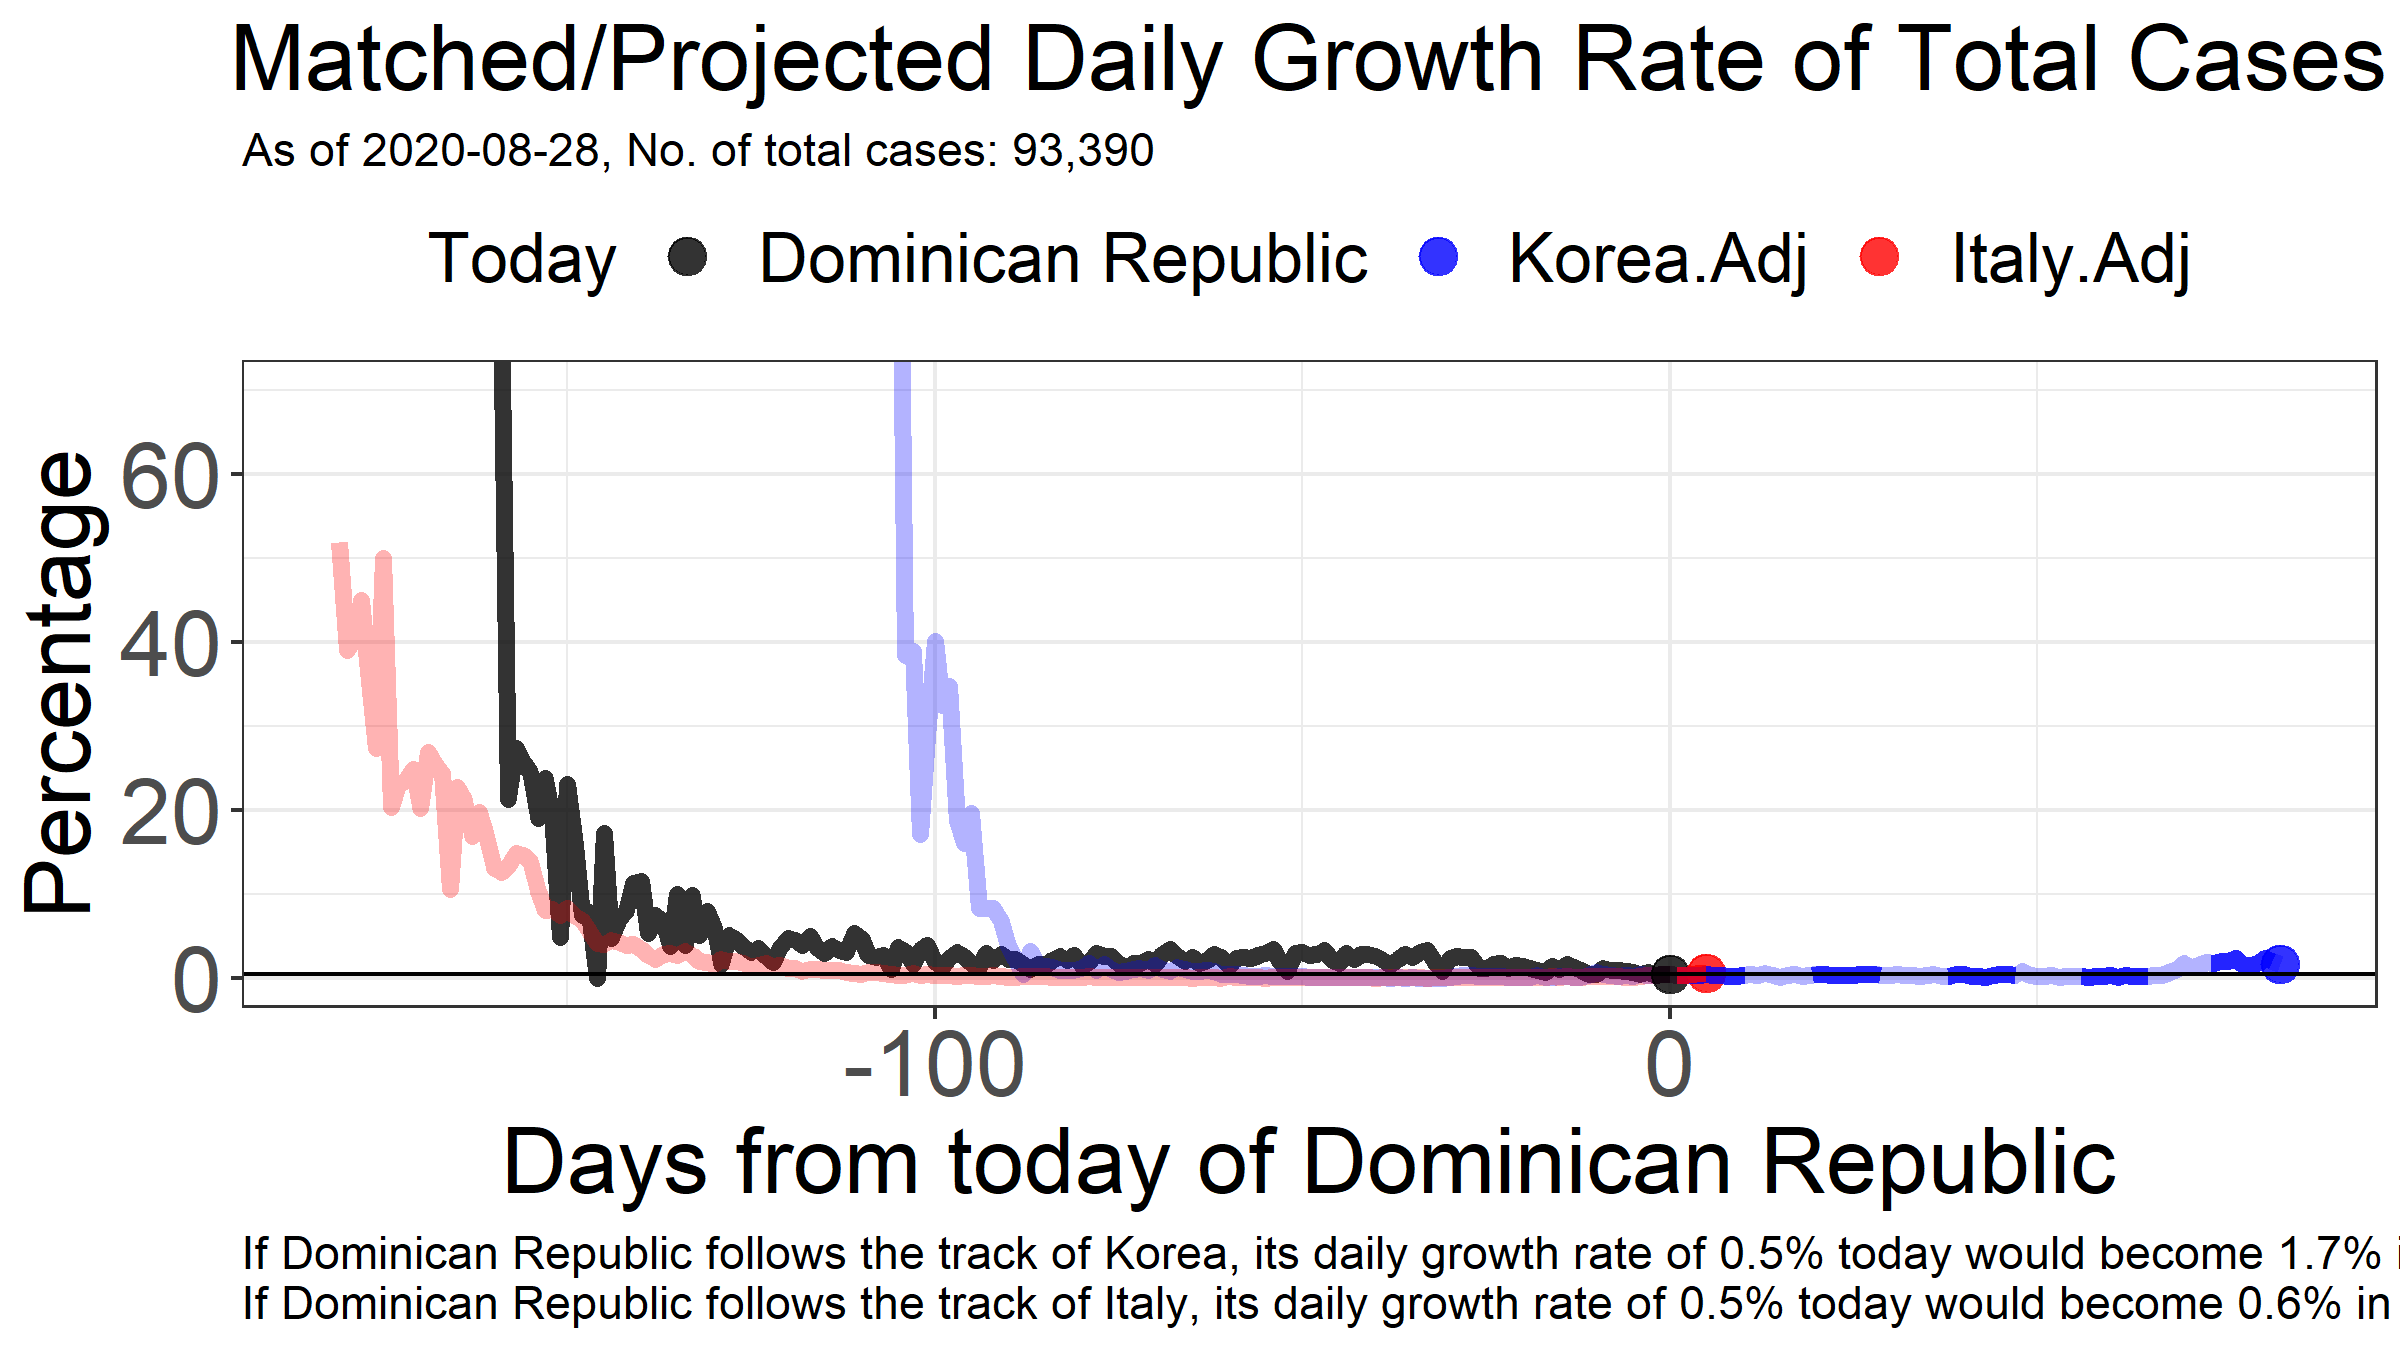 Matched/Projected Daily Growth Rate of Total Cases
As of 2020-08-28, No. of total cases: 93,390
Today Dominican Republic Korea.Adj Italy.Adj
Percentage
60
40
20
0
-100 0
Days from today of Dominican Republic
If Dominican Republic follows the track of Korea, its daily growth rate of 0.5% today would become 1.7%
If Dominican Republic follows the track of Italy, its daily growth rate of 0.5% today would become 0.6% in